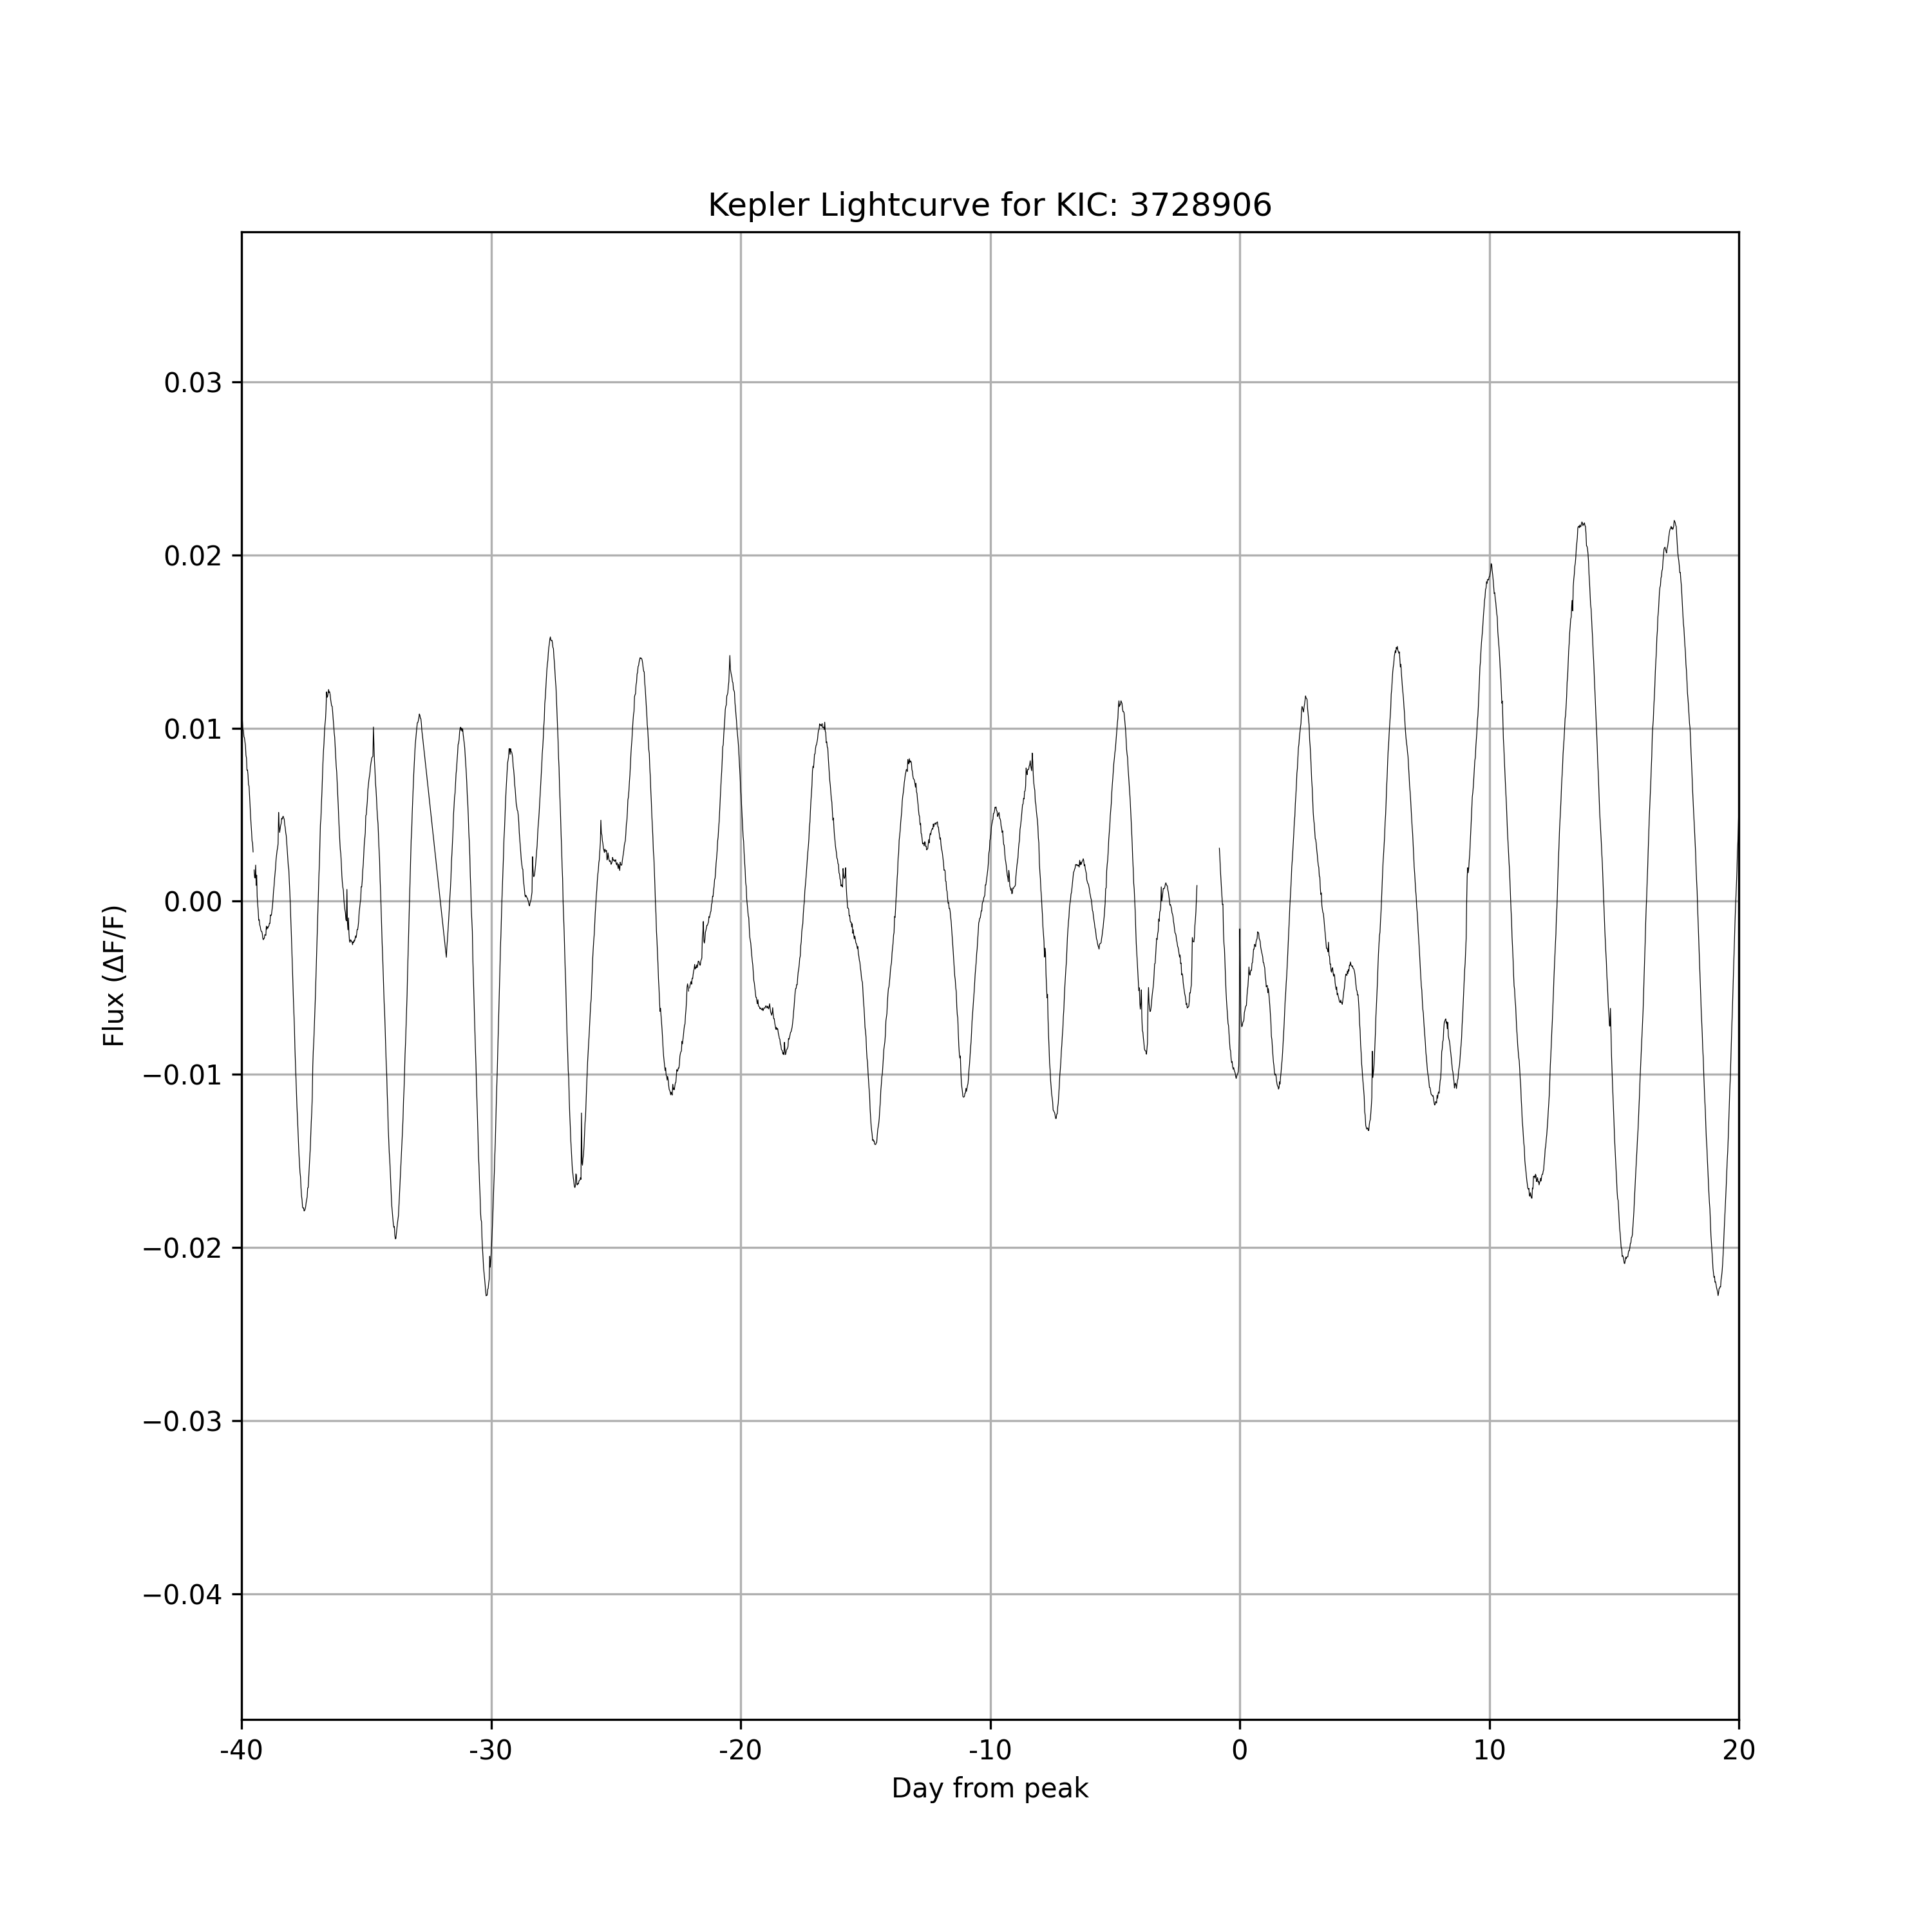 Kepler Lightcurve for KIC: 3728906
Flux (ΔF/F)
0.03
0.02
0.01
0.00
−0.01
−0.02
−0.03
−0.04
-40 -30 -20 -10 0 10 20
Day from peak